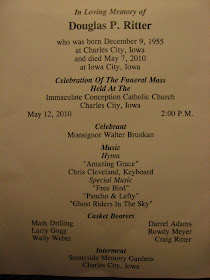 In Loving Memory of
Douglas P. Ritter
who was born December 9, 1955
at Charles City, Iowa
and died May 7, 2010
at Iowa City, Iowa
Celebration Of The Funeral Mass
Held At The
Immaculate Conception Catholic Church
Charles City, Iowa
May 12, 2010 2:00 P.M.
Celebrant
Monsignor Walter Brunkan
Music
Hymn
"Amazing Grace"
Chris Cleveland, Keyboard
Special Music
"Free Bird"
"Pancho & Lefty"
"Ghost Riders In The Sky"
Casket Bearers
Mark Drilling Darrel Adams
Larry Gogg Rowdy Meyer
Wally Weber Craig Ritter
Interment
Sunnyside Memory Gardens
Charles City, Iowa